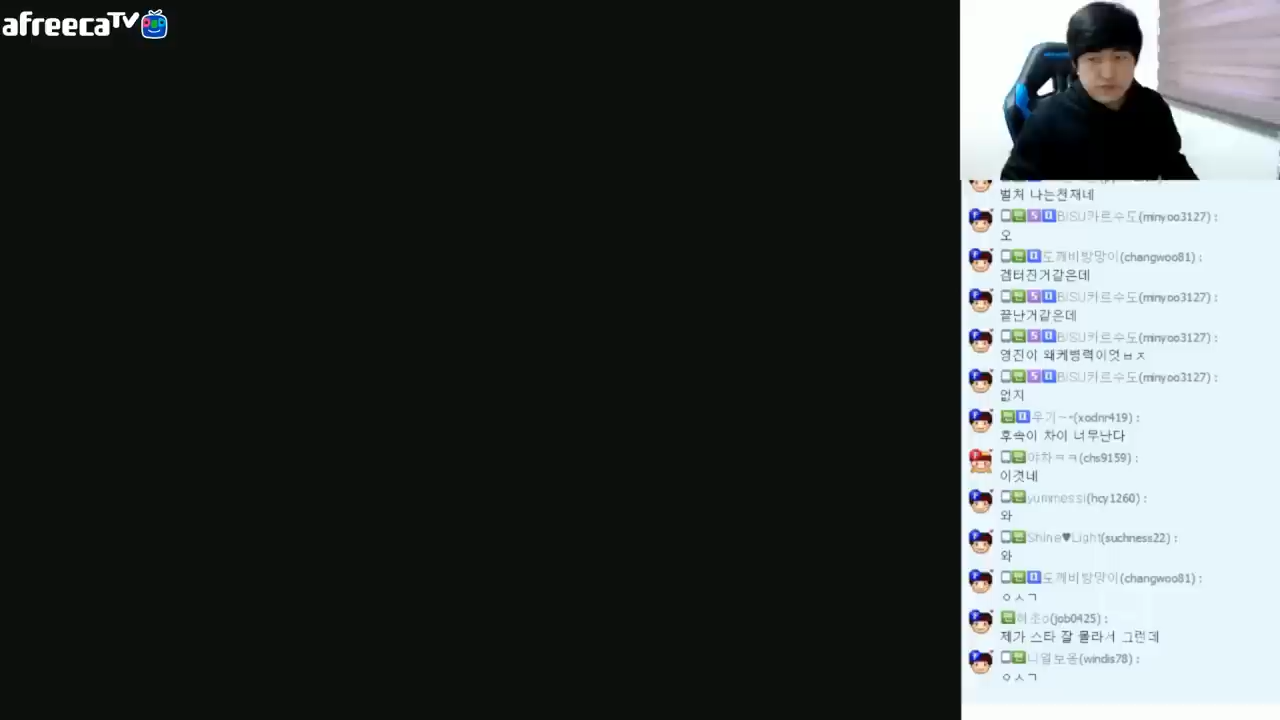 afreecaTV
벌처 나는천재네
BISU카르수도(minyoo3127) :
오
도깨비방망이(changwoo81) :
겜터진거같은데
BISU카르수도(minyoo3127) :
끝난거같은데
BISU카르수도(minyoo3127) :
영진이 왜케병력이엇ㅂㅈ
BISU카르수도(minyoo3127) :
없지
우기~-(xodnr419) :
후속이 차이 너무난다
야차ㅋㅋ(chs9159) :
이겻네
yummessi(hcy1260) :
와
Shine♥Light(suchness22) :
와
도깨비방망이(changwoo81) :
ㅇㅅㄱ
(job0425) :
제가 스타 잘 몰라서 그런데
(windis78) :
ㅇㅅㄱ